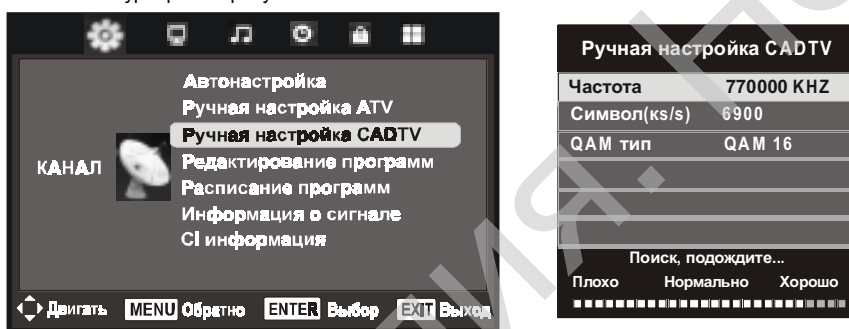 Автонастройка
Ручная настройка ATV
Ручная настройка CADTV
КАНАЛ
Редактирование программ
Расписание программ
Информация о сигнале
CI информация
Двигать MENU Обратно ENTER Выбор EXIT Выход
Ручная настройка CADTV
Частота 770000 KHZ
Символ(ks/s) 6900
QAM тип QAM 16
Поиск, подождите...
Плохо Нормально Хорошо